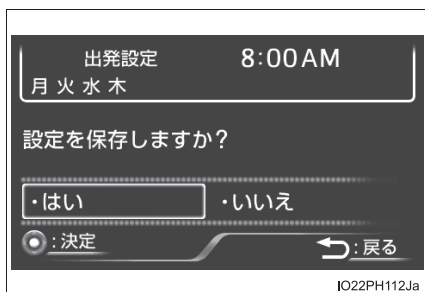 出発設定 8:00AM
月火水木
設定を保存しますか?
・はい ・いいえ
:決定 :戻る
IO22PH112Ja